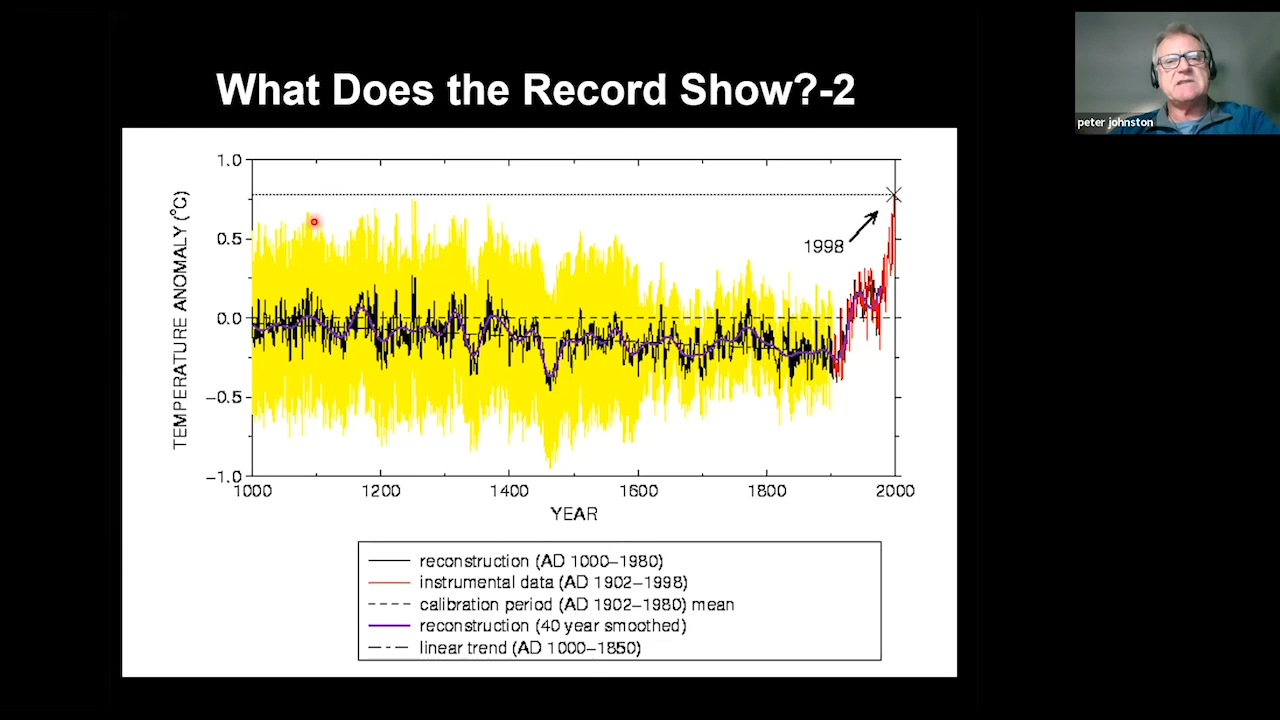 What Does the Record Show?-2
peter johnston
1.0
0.5
0.0
−0.5
−1.0
TEMPERATURE ANOMALY (°C)
1998
1000 1200 1400 1600 1800 2000
YEAR
reconstruction (AD 1000–1980)
instrumental data (AD 1902–1998)
calibration period (AD 1902–1980) mean
reconstruction (40 year smoothed)
linear trend (AD 1000–1850)